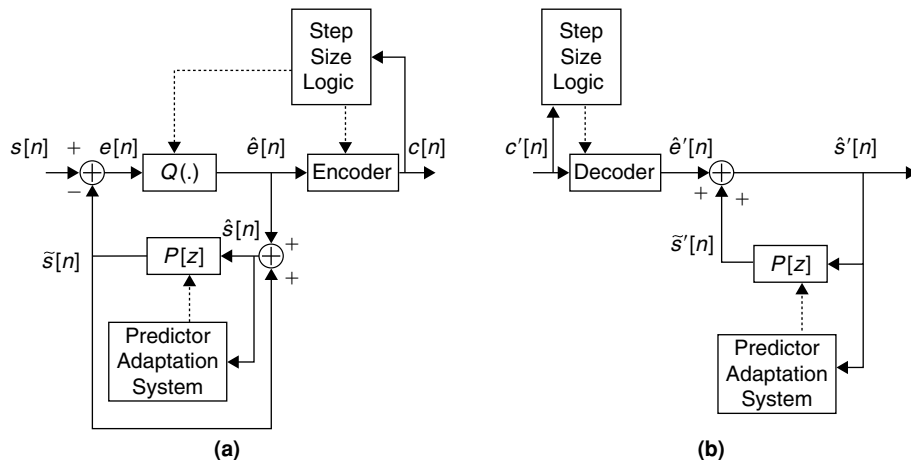 Step
Size
Logic
s[n]
+
−
e[n]
Q(.)
ê[n]
Encoder
c[n]
s̃[n]
P[z]
ŝ[n]
+
+
Predictor
Adaptation
System
(a)
Step
Size
Logic
c′[n]
Decoder
ê′[n]
+
+
ŝ′[n]
s̃′[n]
P[z]
Predictor
Adaptation
System
(b)